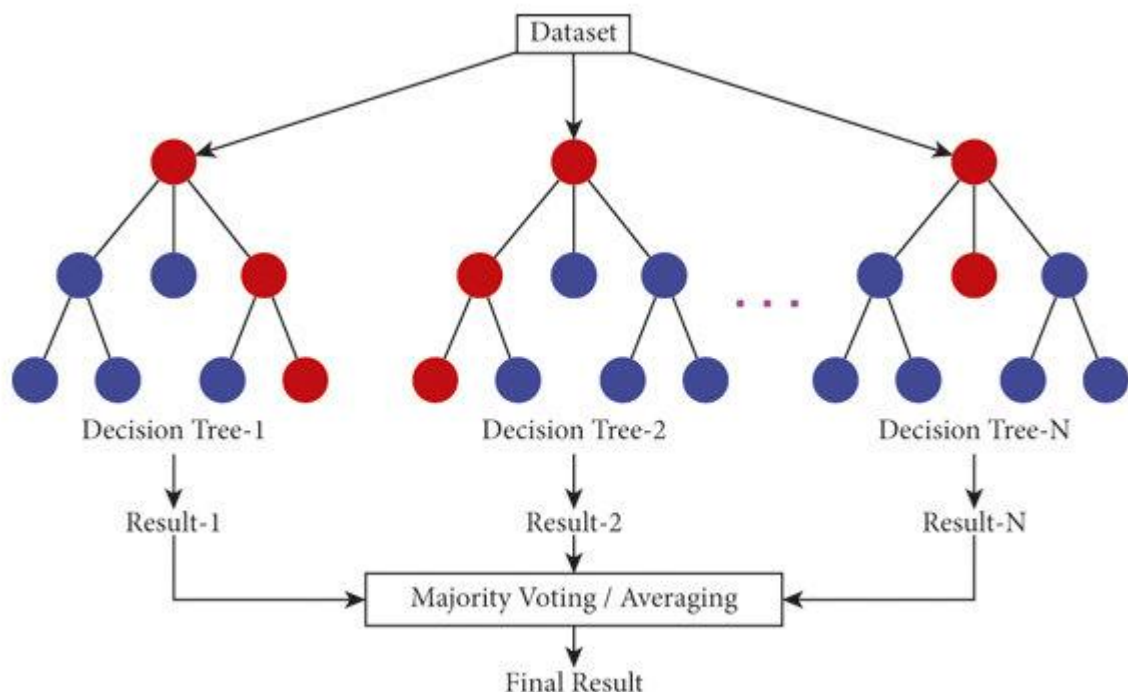 Dataset
Decision Tree-1
Decision Tree-2
Decision Tree-N
Result-1
Result-2
Result-N
Majority Voting / Averaging
Final Result